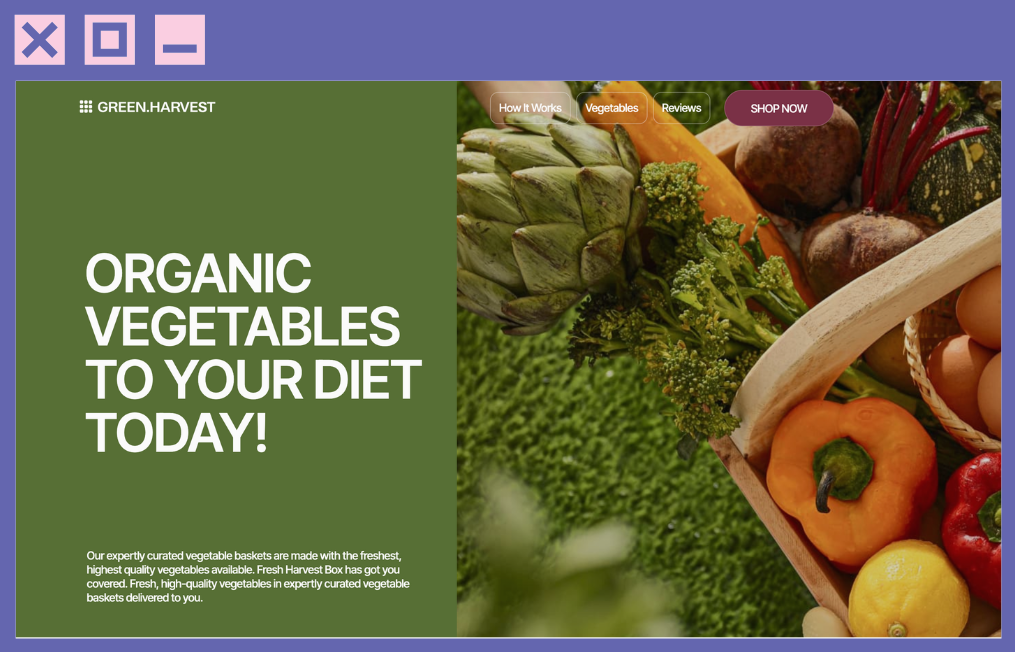 GREEN.HARVEST
How It Works
Vegetables
Reviews
SHOP NOW
ORGANIC
VEGETABLES
TO YOUR DIET
TODAY!
Our expertly curated vegetable baskets are made with the freshest,
highest quality vegetables available. Fresh Harvest Box has got you
covered. Fresh, high-quality vegetables in expertly curated vegetable
baskets delivered to you.